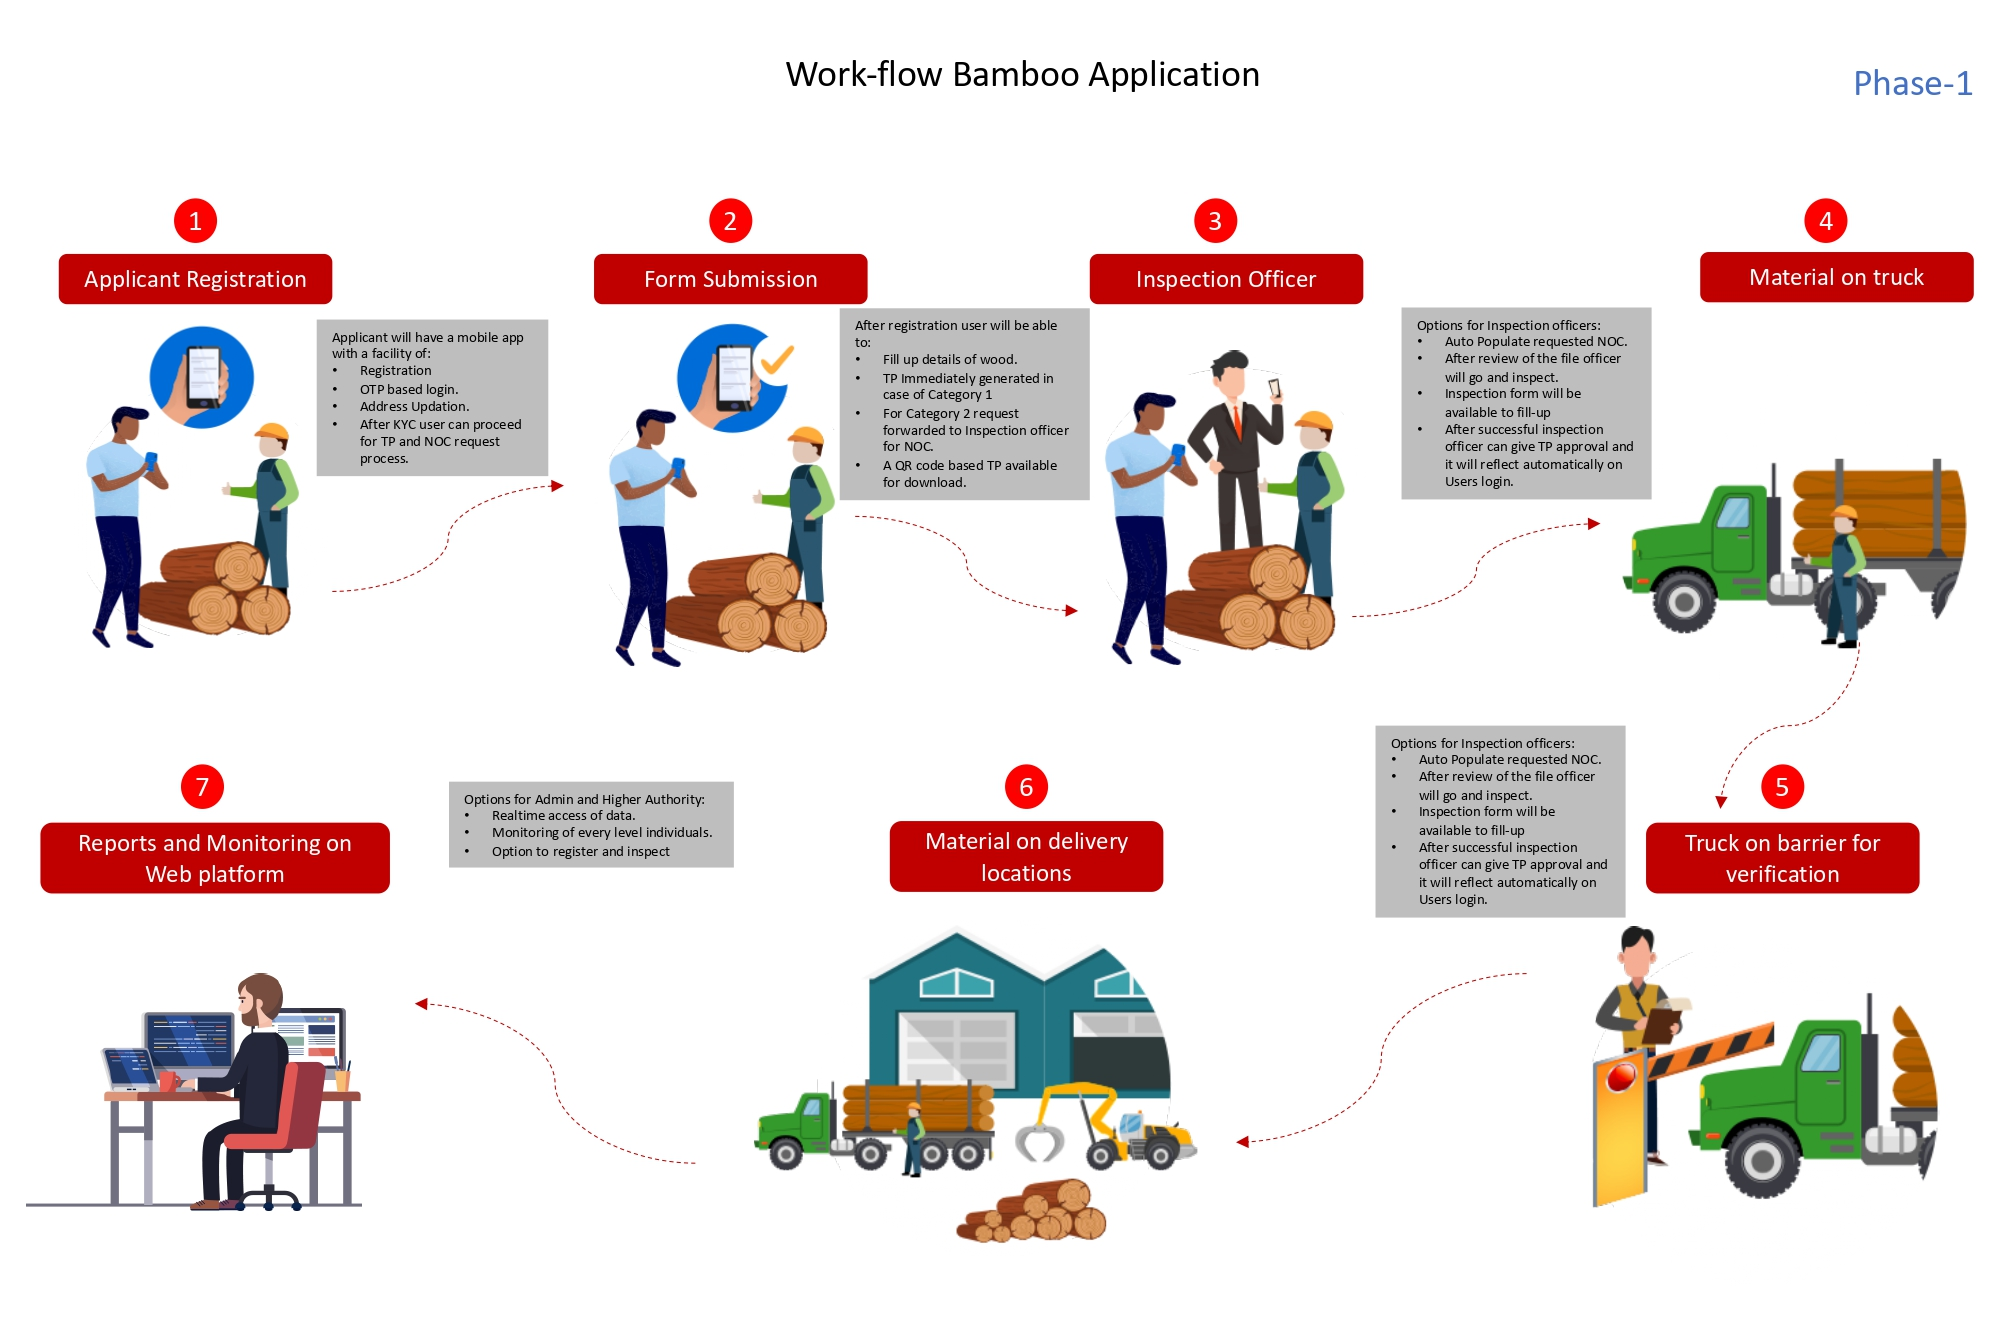 Work-flow Bamboo Application
Phase-1
1
Applicant Registration
Applicant will have a mobile app
with a facility of:
• Registration
• OTP based login.
• Address Updation.
• After KYC user can proceed
for TP and NOC request
process.
2
Form Submission
After registration user will be able
to:
• Fill up details of wood.
• TP Immediately generated in
case of Category 1
• For Category 2 request
forwarded to Inspection officer
for NOC.
• A QR code based TP available
for download.
3
Inspection Officer
Options for Inspection officers:
• Auto Populate requested NOC.
• After review of the file officer
will go and inspect.
• Inspection form will be
available to fill-up
• After successful inspection
officer can give TP approval and
it will reflect automatically on
Users login.
4
Material on truck
5
Truck on barrier for
verification
Options for Inspection officers:
• Auto Populate requested NOC.
• After review of the file officer
will go and inspect.
• Inspection form will be
available to fill-up
• After successful inspection
officer can give TP approval and
it will reflect automatically on
Users login.
6
Material on delivery
locations
7
Reports and Monitoring on
Web platform
Options for Admin and Higher Authority:
• Realtime access of data.
• Monitoring of every level individuals.
• Option to register and inspect